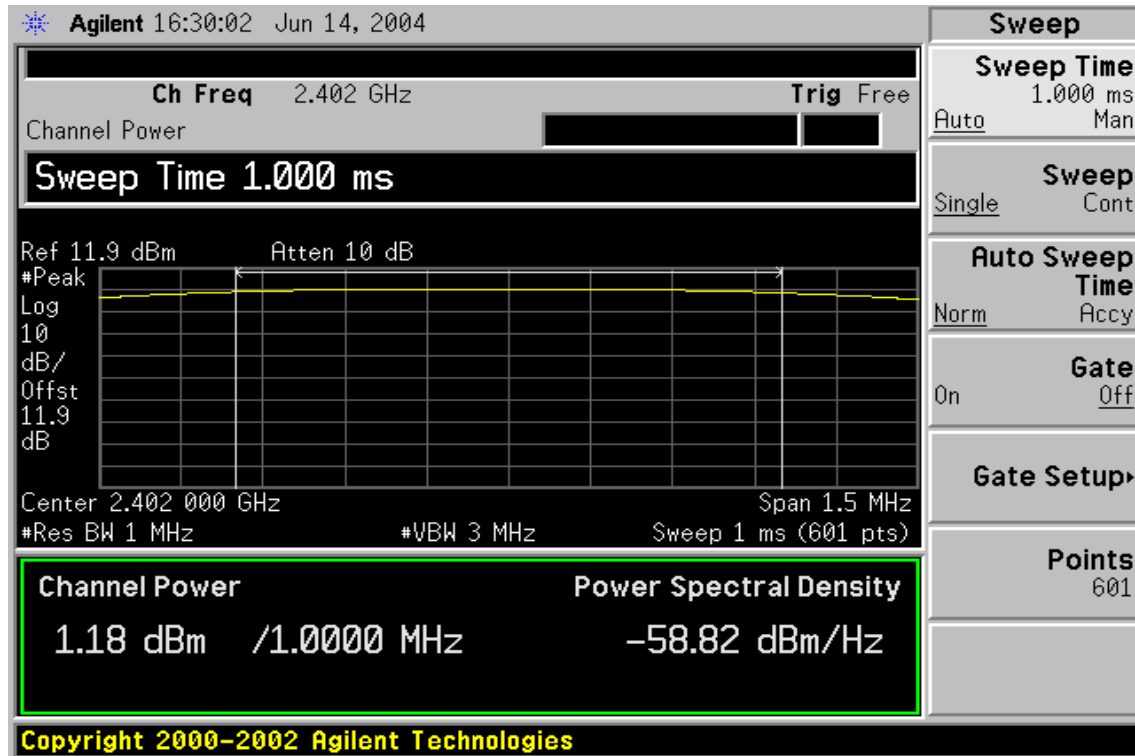 Agilent 16:30:02 Jun 14, 2004
Ch Freq 2.402 GHz Trig Free
Channel Power
Sweep Time 1.000 ms
Ref 11.9 dBm Atten 10 dB
#Peak
Log
10
dB/
Offst
11.9
dB
Center 2.402 000 GHz Span 1.5 MHz
#Res BW 1 MHz #VBW 3 MHz Sweep 1 ms (601 pts)
Channel Power Power Spectral Density
1.18 dBm /1.0000 MHz -58.82 dBm/Hz
Copyright 2000-2002 Agilent Technologies
Sweep
Sweep Time
1.000 ms
Auto Man
Sweep
Single Cont
Auto Sweep
Time
Norm Accy
Gate
On Off
Gate Setup▸
Points
601